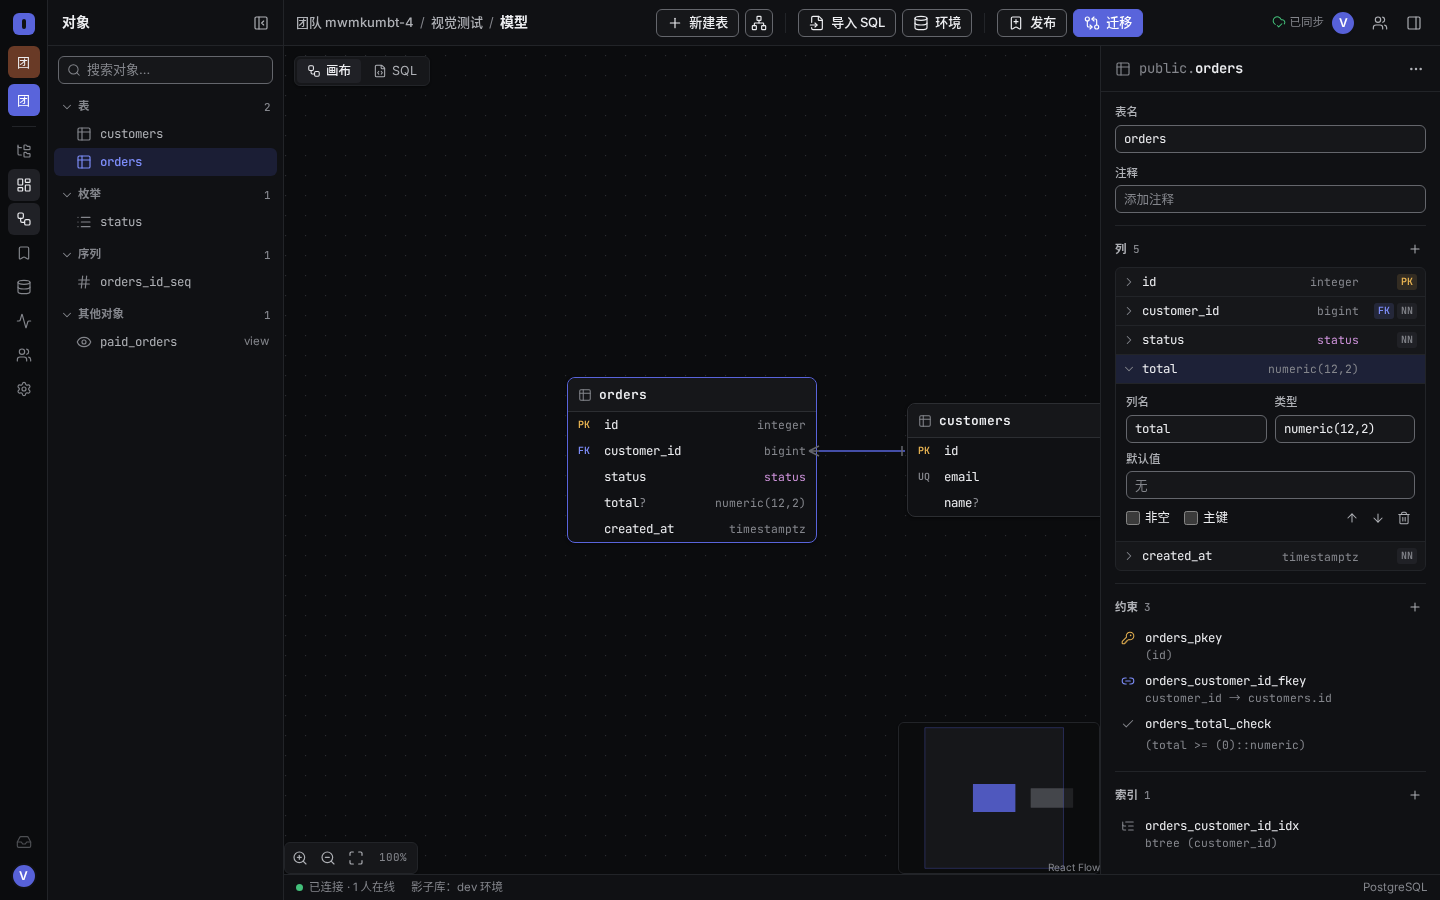 对象
团队 mwmkumbt-4 / 视觉测试 / 模型
新建表
导入 SQL
环境
发布
迁移
已同步
V
团
团
搜索对象...
表 2
customers
orders
枚举 1
status
序列 1
orders_id_seq
其他对象 1
paid_orders view
V
画布
SQL
orders
PK id integer
FK customer_id bigint
status status
total? numeric(12,2)
created_at timestamptz
customers
PK id
UQ email
name?
100%
React Flow
public.orders
表名
orders
注释
添加注释
列 5
id integer PK
customer_id bigint FK NN
status status NN
total numeric(12,2)
列名 类型
total numeric(12,2)
默认值
无
非空 主键
created_at timestamptz NN
约束 3
orders_pkey
(id)
orders_customer_id_fkey
customer_id → customers.id
orders_total_check
(total >= (0)::numeric)
索引 1
orders_customer_id_idx
btree (customer_id)
已连接 · 1 人在线 影子库：dev 环境
PostgreSQL